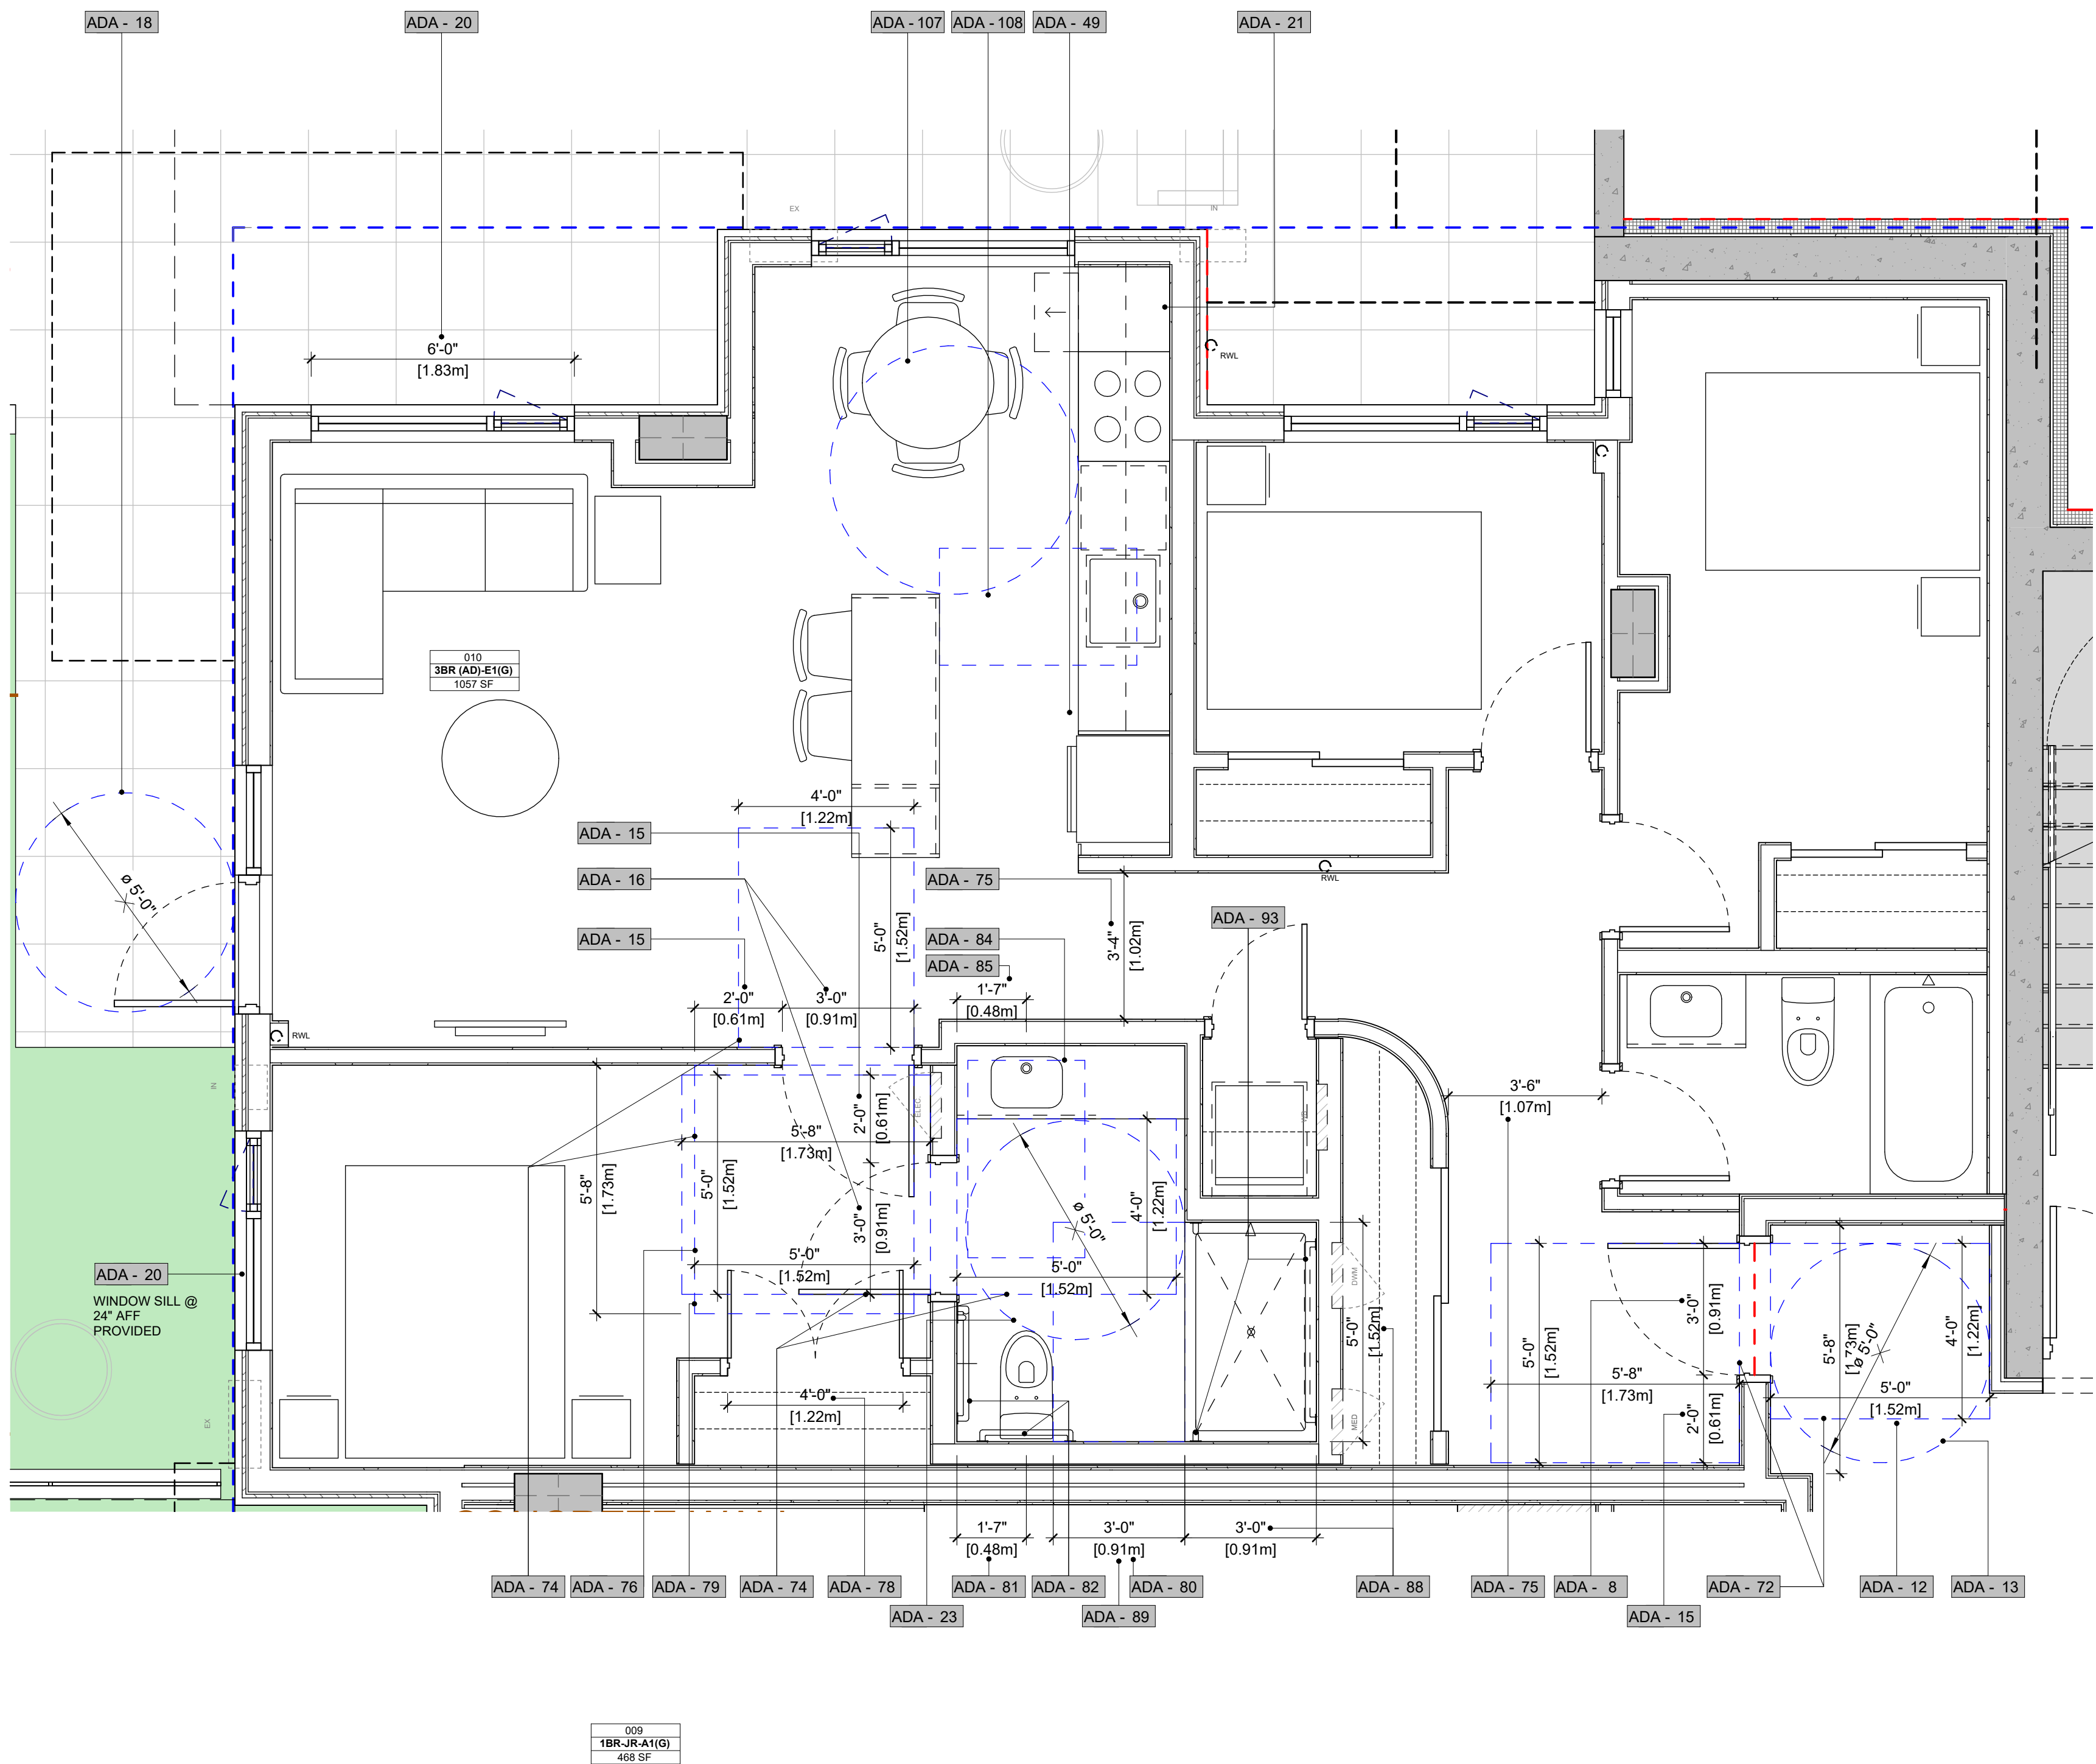 ADA - 18
ADA - 20
ADA - 107
ADA - 108
ADA - 49
ADA - 21
EX
IN
6'-0"
[1.83m]
RWL
010
3BR (AD)-E1(G)
1057 SF
4'-0"
[1.22m]
ADA - 15
ADA - 16
ADA - 75
RWL
ø 5'-0"
5'-0"
[1.52m]
3'-4"
[1.02m]
ADA - 93
ADA - 15
ADA - 84
ADA - 85
2'-0"
[0.61m]
3'-0"
[0.91m]
1'-7"
[0.48m]
RWL
IN
3'-6"
[1.07m]
ELEC.
2'-0"
[0.61m]
5'-8"
[1.73m]
5'-8"
[1.73m]
5'-0"
[1.52m]
3'-0"
[0.91m]
4'-0"
[1.22m]
ø 5'-0"
5'-0"
[1.52m]
5'-0"
[1.52m]
ADA - 20
WINDOW SILL @
24" AFF
PROVIDED
DWM
5'-0"
[1.52m]
MED
3'-0"
[0.91m]
5'-0"
[1.52m]
5'-8"
[1.73m]
2'-0"
[0.61m]
5'-8"
[1.73m]
ø 5'-0"
4'-0"
[1.22m]
5'-0"
[1.52m]
EX
4'-0"
[1.22m]
1'-7"
[0.48m]
3'-0"
[0.91m]
3'-0"
[0.91m]
ADA - 74
ADA - 76
ADA - 79
ADA - 74
ADA - 78
ADA - 81
ADA - 82
ADA - 80
ADA - 88
ADA - 75
ADA - 8
ADA - 72
ADA - 12
ADA - 13
ADA - 23
ADA - 89
ADA - 15
009
1BR-JR-A1(G)
468 SF